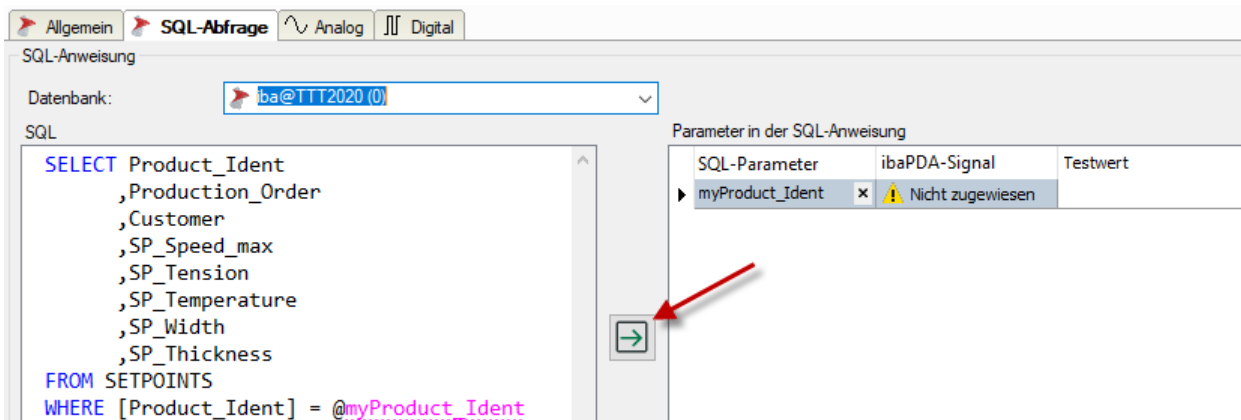 Allgemein SQL-Abfrage Analog Digital
SQL-Anweisung
Datenbank: iba@TTT2020 (0)
SQL
SELECT Product_Ident
,Production_Order
,Customer
,SP_Speed_max
,SP_Tension
,SP_Temperature
,SP_Width
,SP_Thickness
FROM SETPOINTS
WHERE [Product_Ident] = @myProduct_Ident
Parameter in der SQL-Anweisung
SQL-Parameter ibaPDA-Signal Testwert
myProduct_Ident Nicht zugewiesen